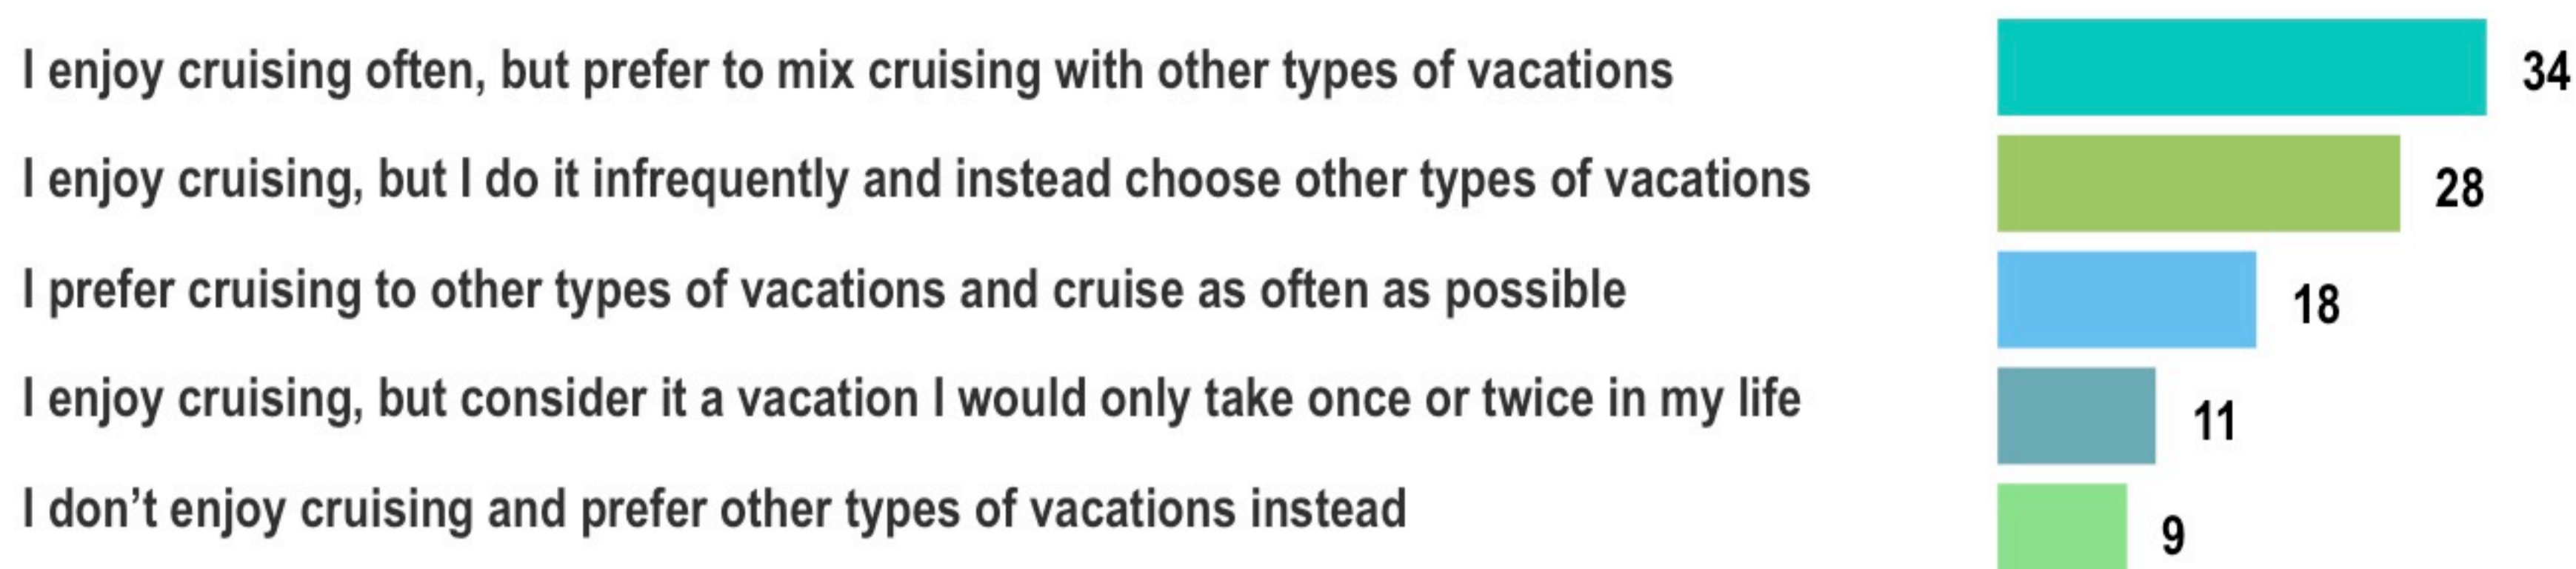 I enjoy cruising often, but prefer to mix cruising with other types of vacations 34
I enjoy cruising, but I do it infrequently and instead choose other types of vacations 28
I prefer cruising to other types of vacations and cruise as often as possible 18
I enjoy cruising, but consider it a vacation I would only take once or twice in my life 11
I don’t enjoy cruising and prefer other types of vacations instead 9